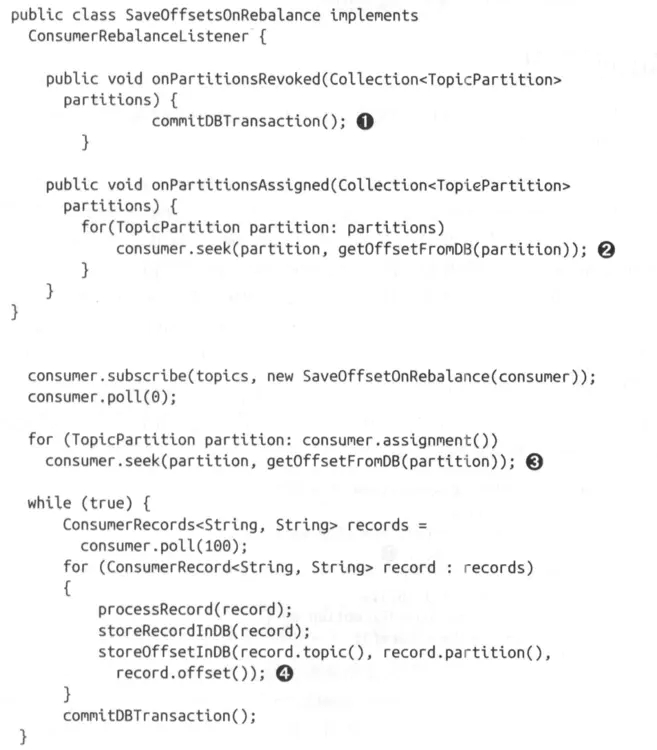 public class SaveOffsetsOnRebalance implements
  ConsumerRebalanceListener {

    public void onPartitionsRevoked(Collection<TopicPartition>
      partitions) {
                commitDBTransaction(); ❶
        }

    public void onPartitionsAssigned(Collection<TopicPartition>
      partitions) {
        for(TopicPartition partition: partitions)
            consumer.seek(partition, getOffsetFromDB(partition)); ❷
        }
    }
}

  consumer.subscribe(topics, new SaveOffsetOnRebalance(consumer));
  consumer.poll(0);

  for (TopicPartition partition: consumer.assignment())
    consumer.seek(partition, getOffsetFromDB(partition)); ❸

  while (true) {
      ConsumerRecords<String, String> records =
        consumer.poll(100);
      for (ConsumerRecord<String, String> record : records)
      {
          processRecord(record);
          storeRecordInDB(record);
          storeOffsetInDB(record.topic(), record.partition(),
            record.offset()); ❹
      }
      commitDBTransaction();
 }